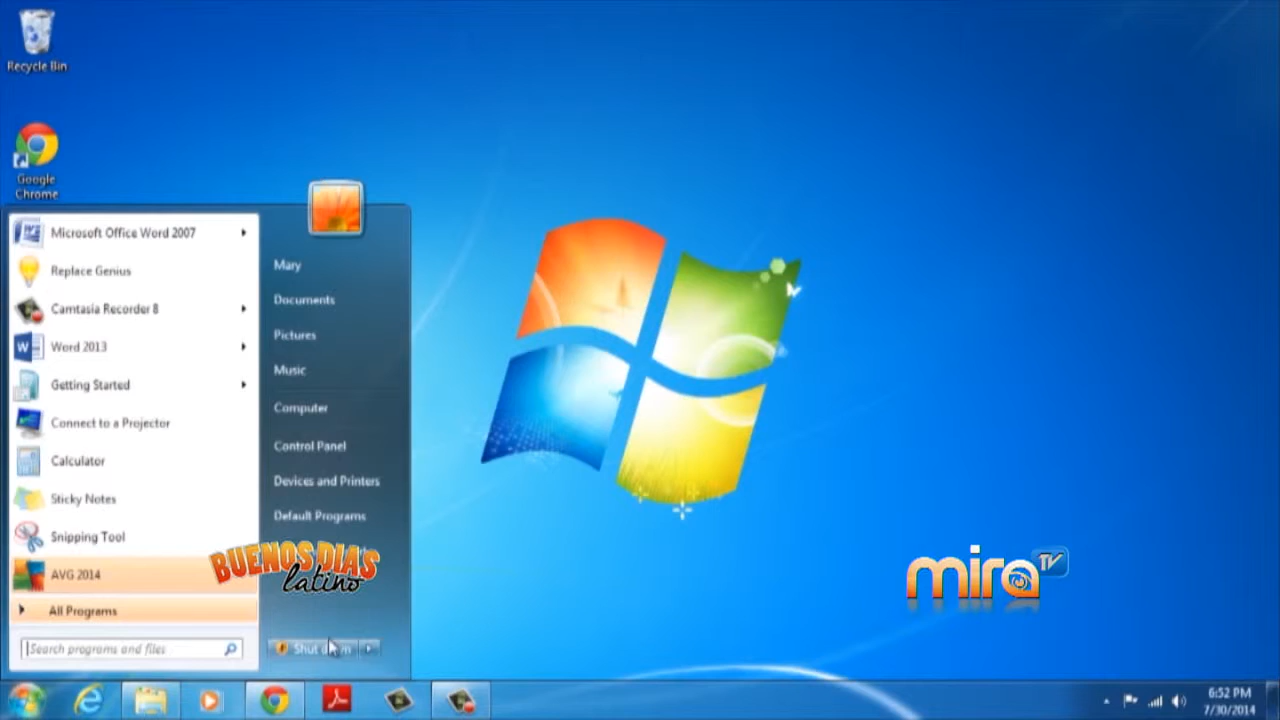 Recycle Bin
Google
Chrome
Microsoft Office Word 2007
Replace Genius
Camtasia Recorder 8
Word 2013
Getting Started
Connect to a Projector
Calculator
Sticky Notes
Snipping Tool
AVG 2014
All Programs
Search programs and files
Mary
Documents
Pictures
Music
Computer
Control Panel
Devices and Printers
Default Programs
Shut down
BUENOS DIAS
latino
mira TV
6:52 PM
7/30/2014